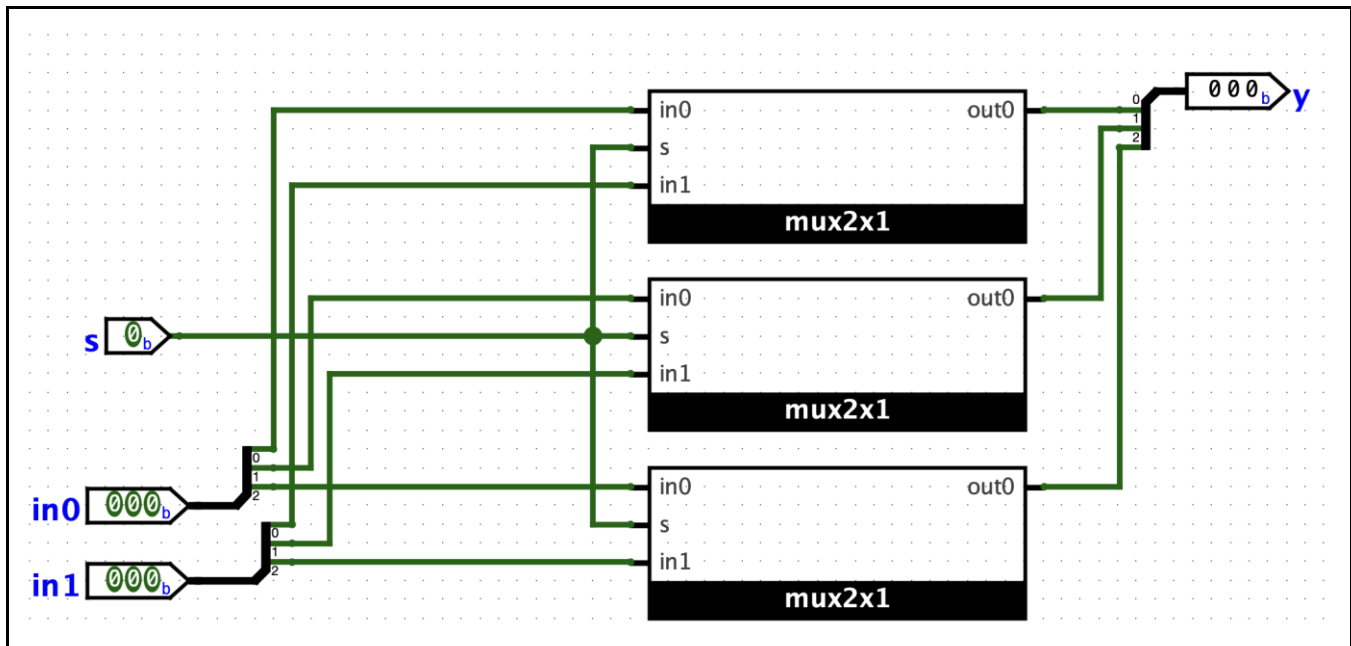 in0 out0
s
in1
mux2x1
0
1
2
000b y
in0 out0
s
in1
mux2x1
s 0b
in0 out0
s
in1
mux2x1
0
1
2
in0 000b
0
1
2
in1 000b